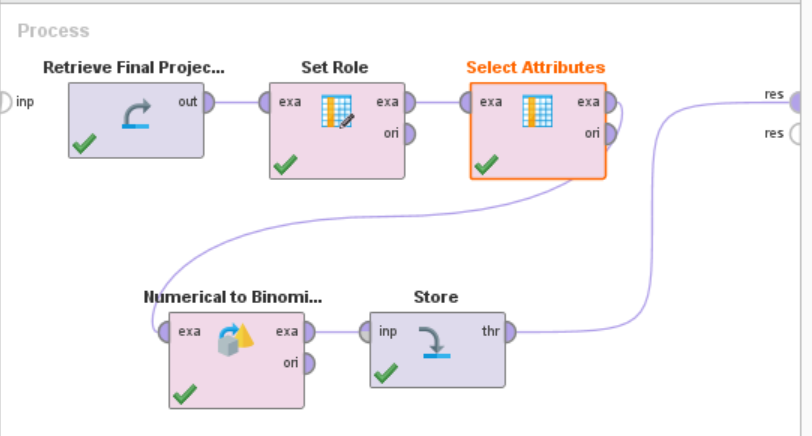 Process
Retrieve Final Projec...
Set Role
Select Attributes
inp
out
exa
exa
exa
exa
res
ori
ori
res
Numerical to Binomi...
Store
exa
exa
inp
thr
ori